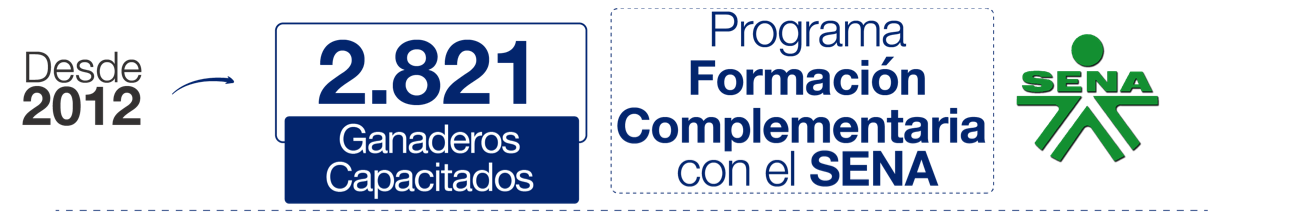 Desde
2012
2.821
Ganaderos
Capacitados
Programa
Formación
Complementaria
con el SENA
SENA